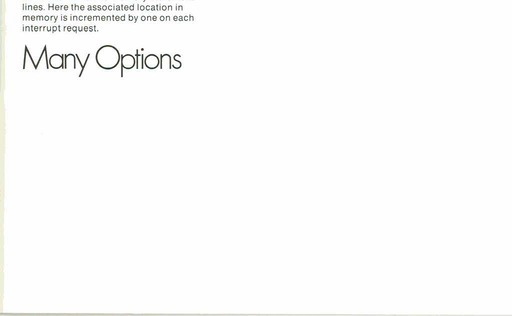 lines. Here the associated location in
memory is incremented by one on each
interrupt request.
Many Options